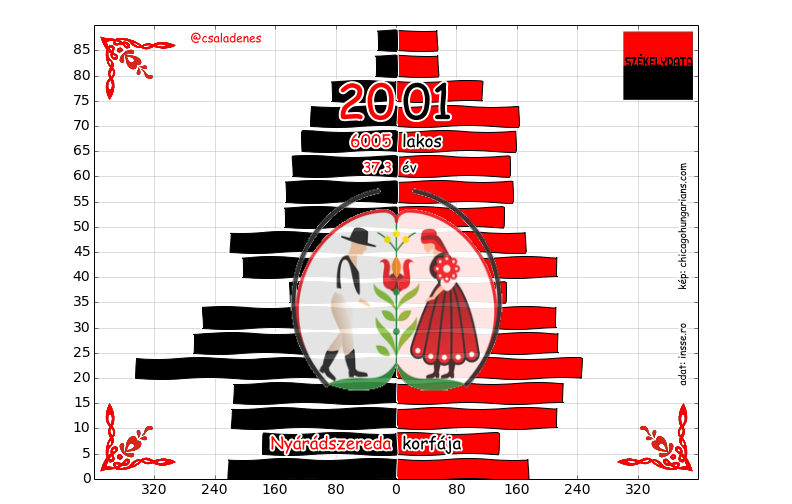 @csaladenes
SZÉKELYDATA
2001
6005 lakos
37.3 év
kép: chicagohungarians.com
adat: insse.ro
Nyárádszereda korfája
85
80
75
70
65
60
55
50
45
40
35
30
25
20
15
10
5
0
320 240 160 80 0 80 160 240 320